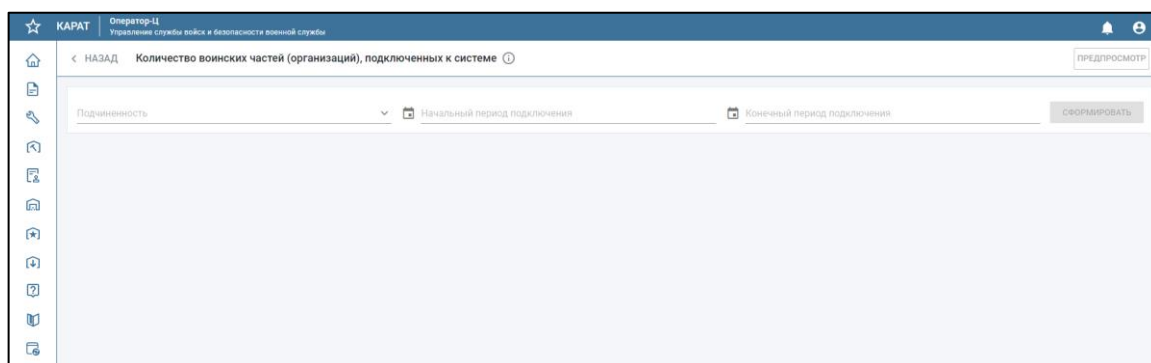 КАРАТ
Оператор-Ц
Управление службы войск и безопасности военной службы
НАЗАД Количество воинских частей (организаций), подключенных к системе
ПРЕДПРОСМОТР
Подчиненность Начальный период подключения Конечный период подключения СФОРМИРОВАТЬ